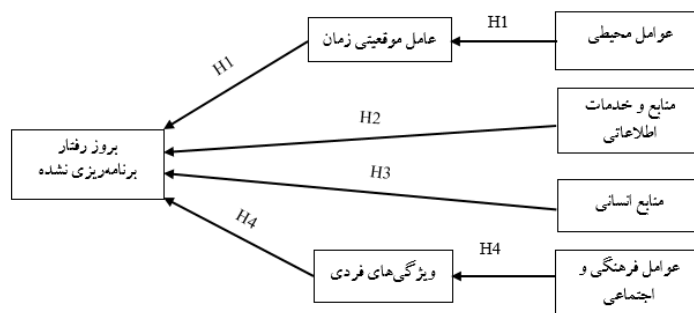 عوامل محیطی
H1
عامل موقعیتی زمان
H1
منابع و خدمات
اطلاعاتی
H2
بروز رفتار
برنامه‌ریزی نشده
H3
منابع انسانی
H4
عوامل فرهنگی و
اجتماعی
H4
ویژگی‌های فردی